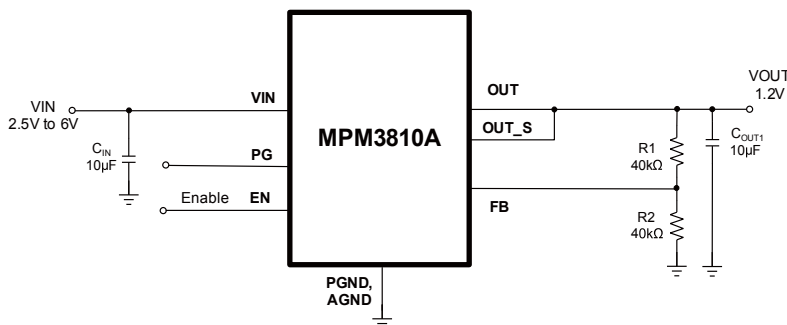 VIN
2.5V to 6V
CIN
10µF
VIN
PG
Enable
EN
MPM3810A
PGND,
AGND
OUT
OUT_S
FB
R1
40kΩ
R2
40kΩ
COUT1
10µF
VOUT
1.2V